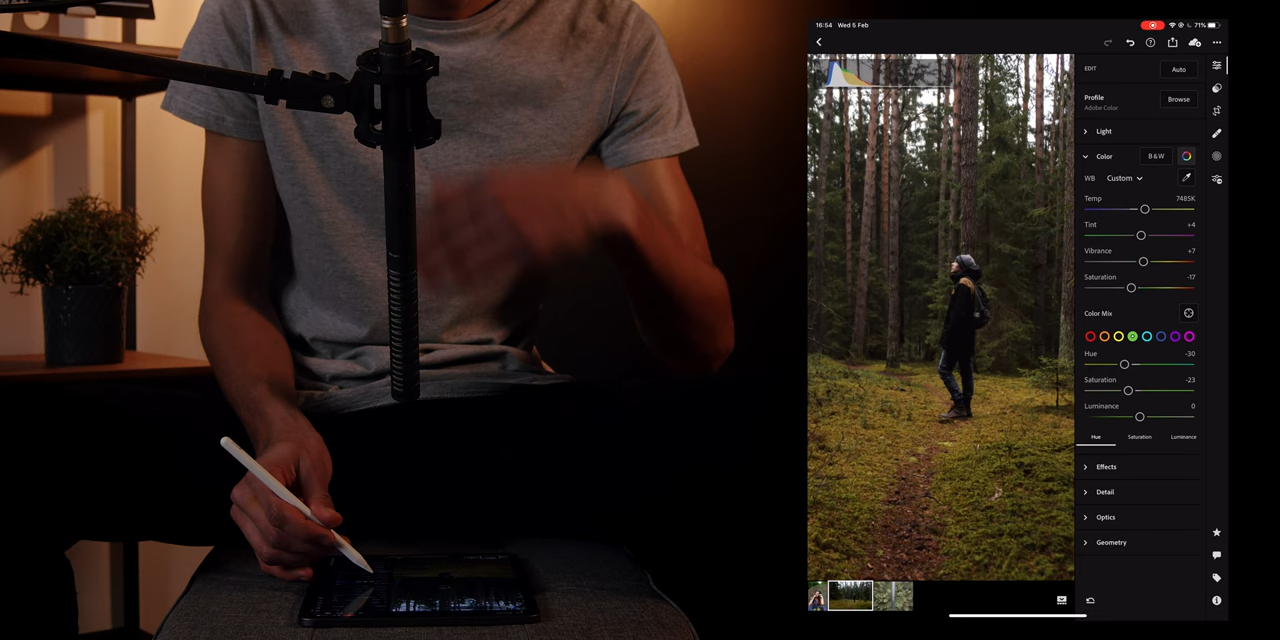 16:54 Wed 5 Feb
71%
EDIT
Auto
Profile
Adobe Color
Browse
Light
Color
B&W
WB
Custom
Temp
7485K
Tint
+4
Vibrance
+7
Saturation
-17
Color Mix
Hue
-30
Saturation
-23
Luminance
0
Hue
Saturation
Luminance
Effects
Detail
Optics
Geometry